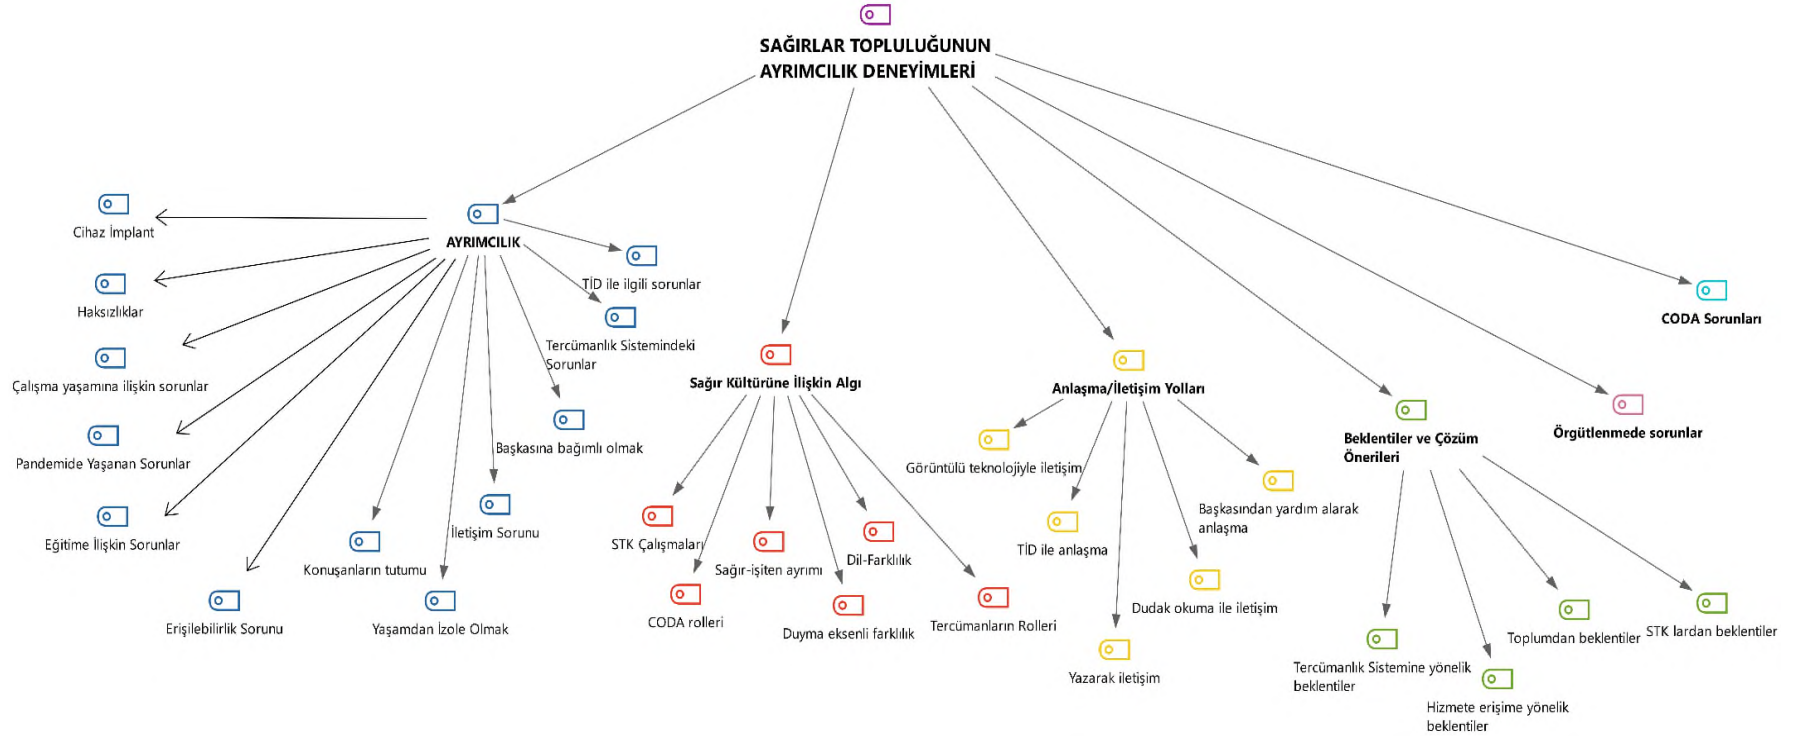 SAĞIRLAR TOPLULUĞUNUN
AYRIMCILIK DENEYİMLERİ
AYRIMCILIK
Cihaz İmplant
Haksızlıklar
Çalışma yaşamına ilişkin sorunlar
Pandemide Yaşanan Sorunlar
Eğitime İlişkin Sorunlar
Erişilebilirlik Sorunu
Konuşanların tutumu
Yaşamdan İzole Olmak
İletişim Sorunu
Başkasına bağımlı olmak
Tercümanlık Sistemindeki
Sorunlar
TİD ile ilgili sorunlar
Sağır Kültürüne İlişkin Algı
STK Çalışmaları
CODA rolleri
Sağır-işiten ayrımı
Duyma eksenli farklılık
Dil-Farklılık
Tercümanların Rolleri
Anlaşma/İletişim Yolları
Görüntülü teknolojiyle iletişim
TİD ile anlaşma
Yazarak iletişim
Dudak okuma ile iletişim
Başkasından yardım alarak
anlaşma
Beklentiler ve Çözüm
Önerileri
Tercümanlık Sistemine yönelik
beklentiler
Hizmete erişime yönelik
beklentiler
Toplumdan beklentiler
STK lardan beklentiler
Örgütlenmede sorunlar
CODA Sorunları